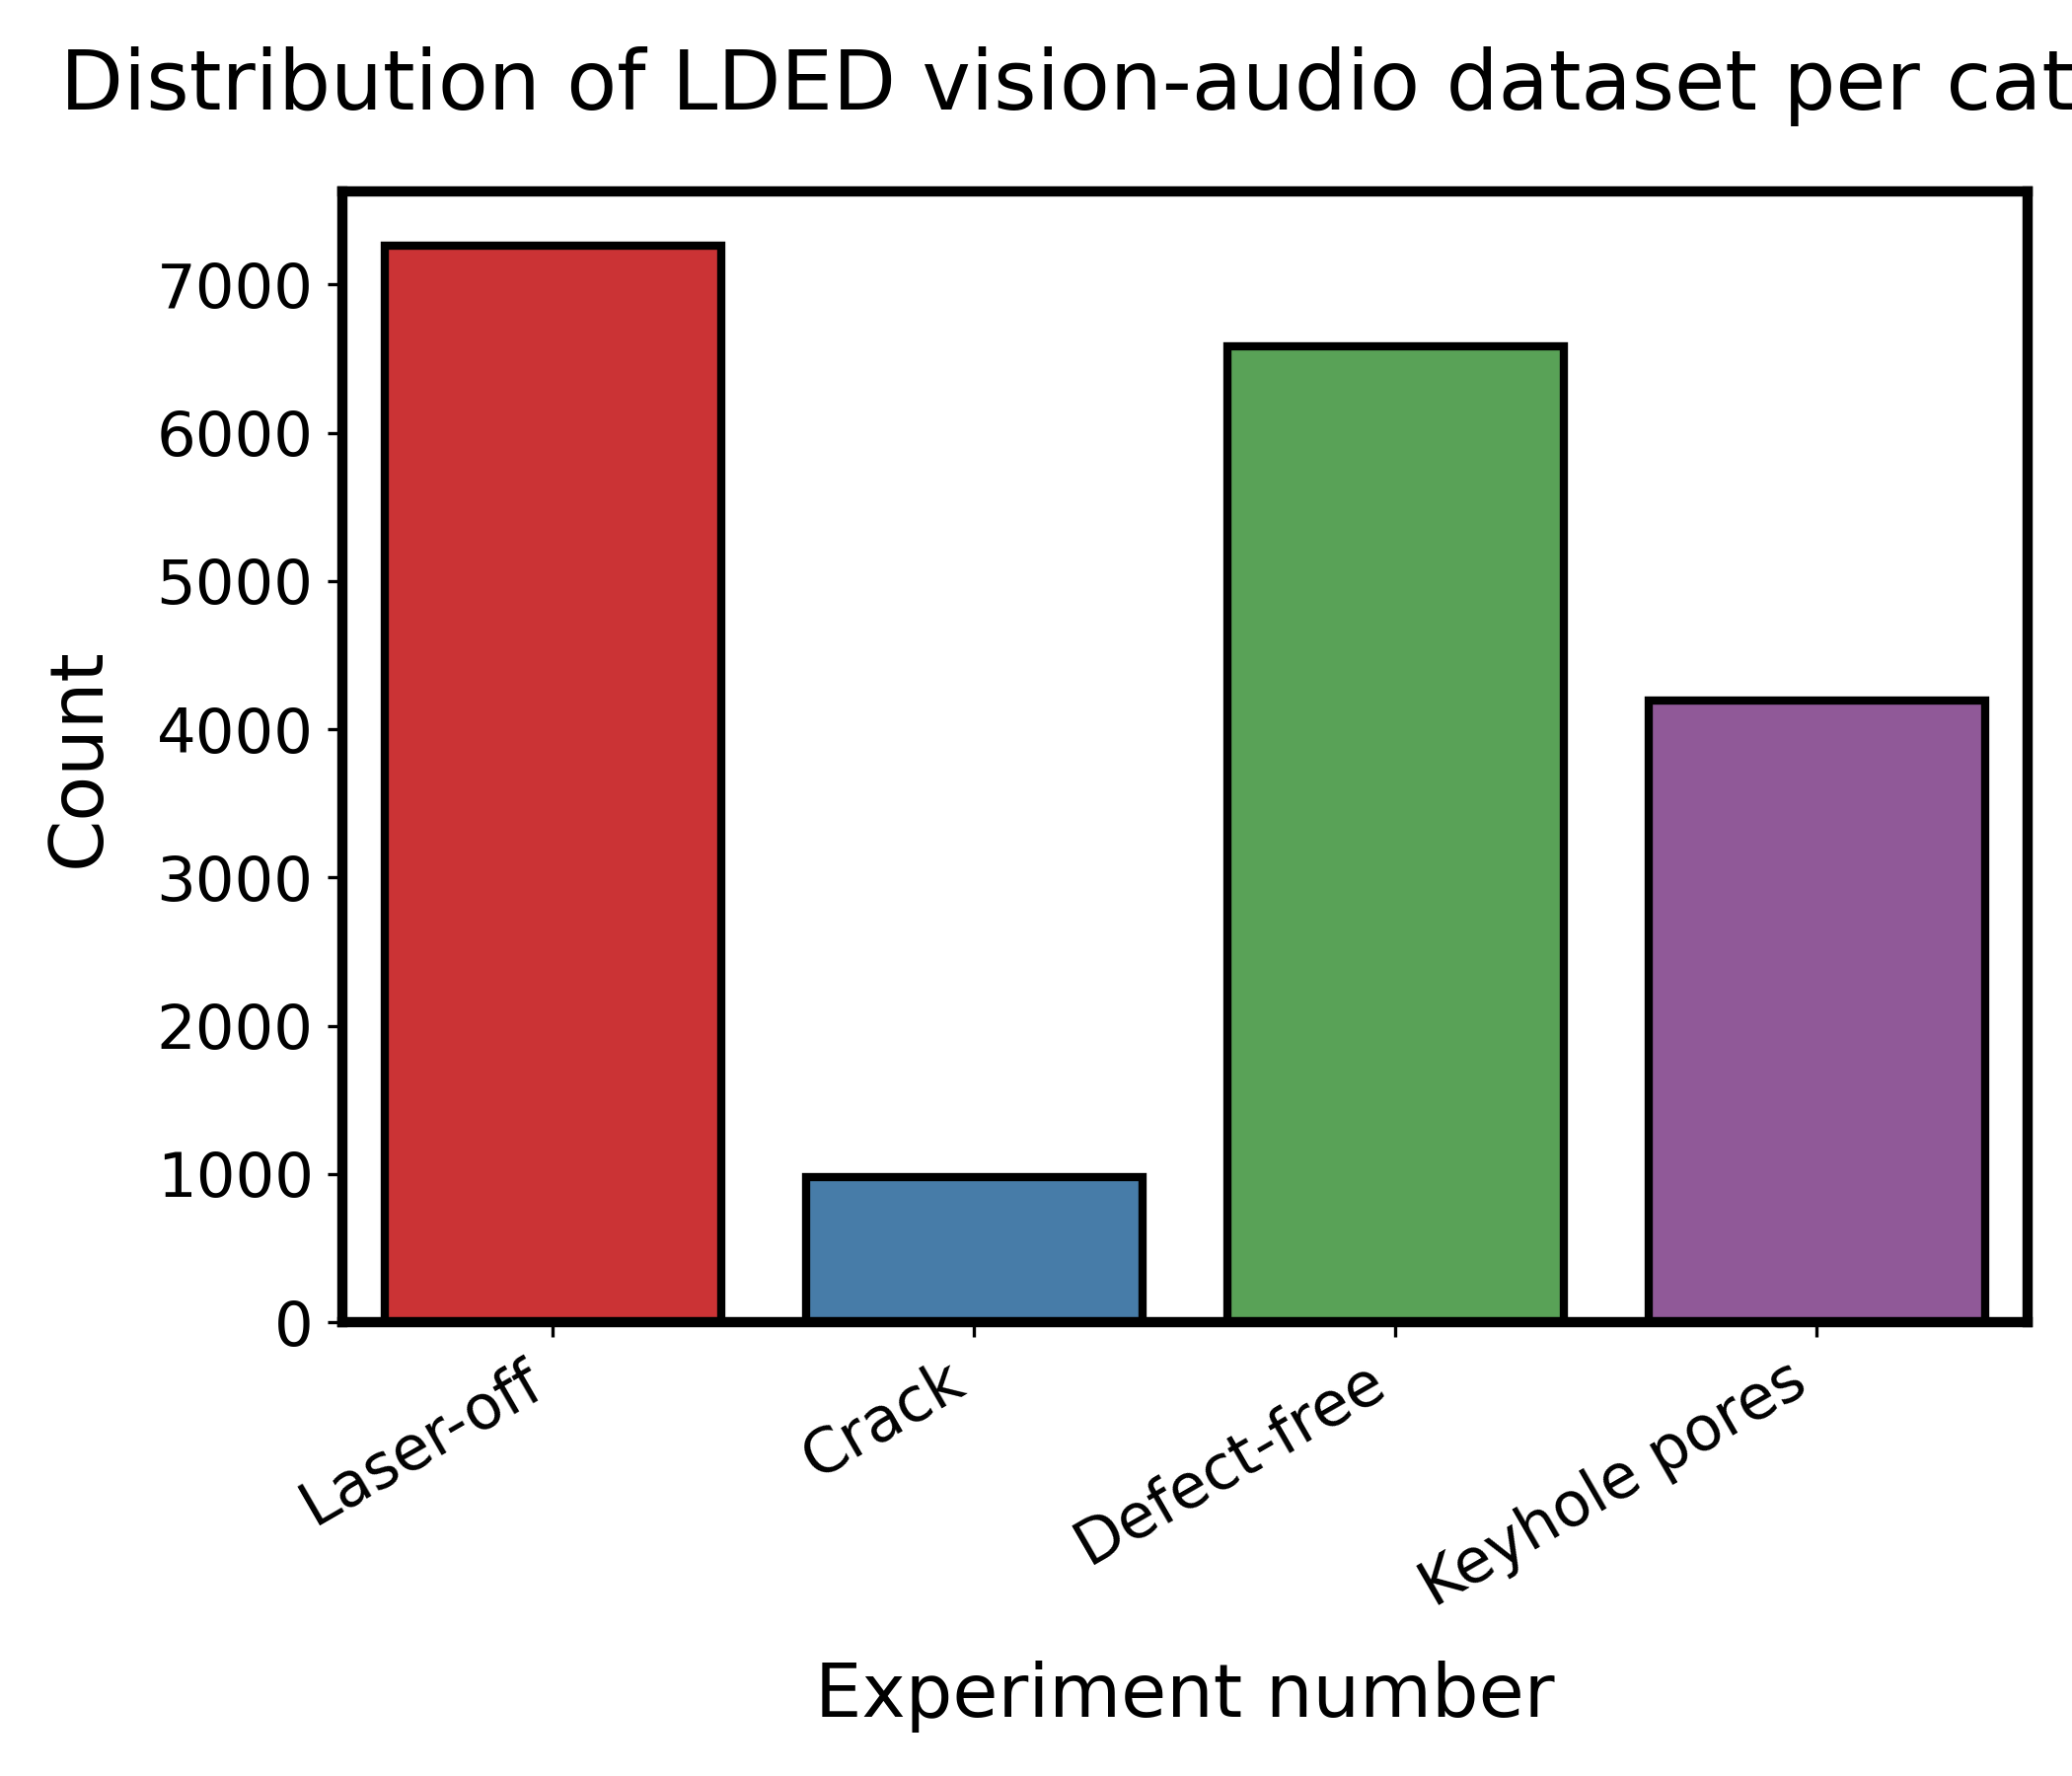 Distribution of LDED vision-audio dataset per cat
7000
6000
5000
4000
3000
2000
1000
0
Count
Laser-off
Crack
Defect-free
Keyhole pores
Experiment number